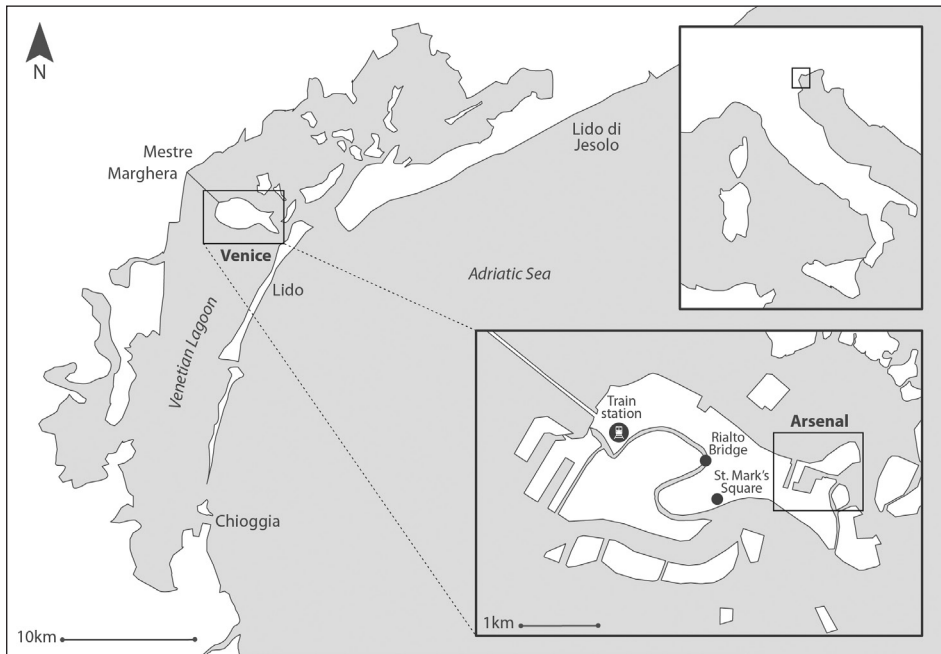 N
Mestre
Marghera
Venice
Lido
Venetian Lagoon
Chioggia
10km
Lido di
Jesolo
Adriatic Sea
Train
station
Rialto
Bridge
St. Mark's
Square
Arsenal
1km